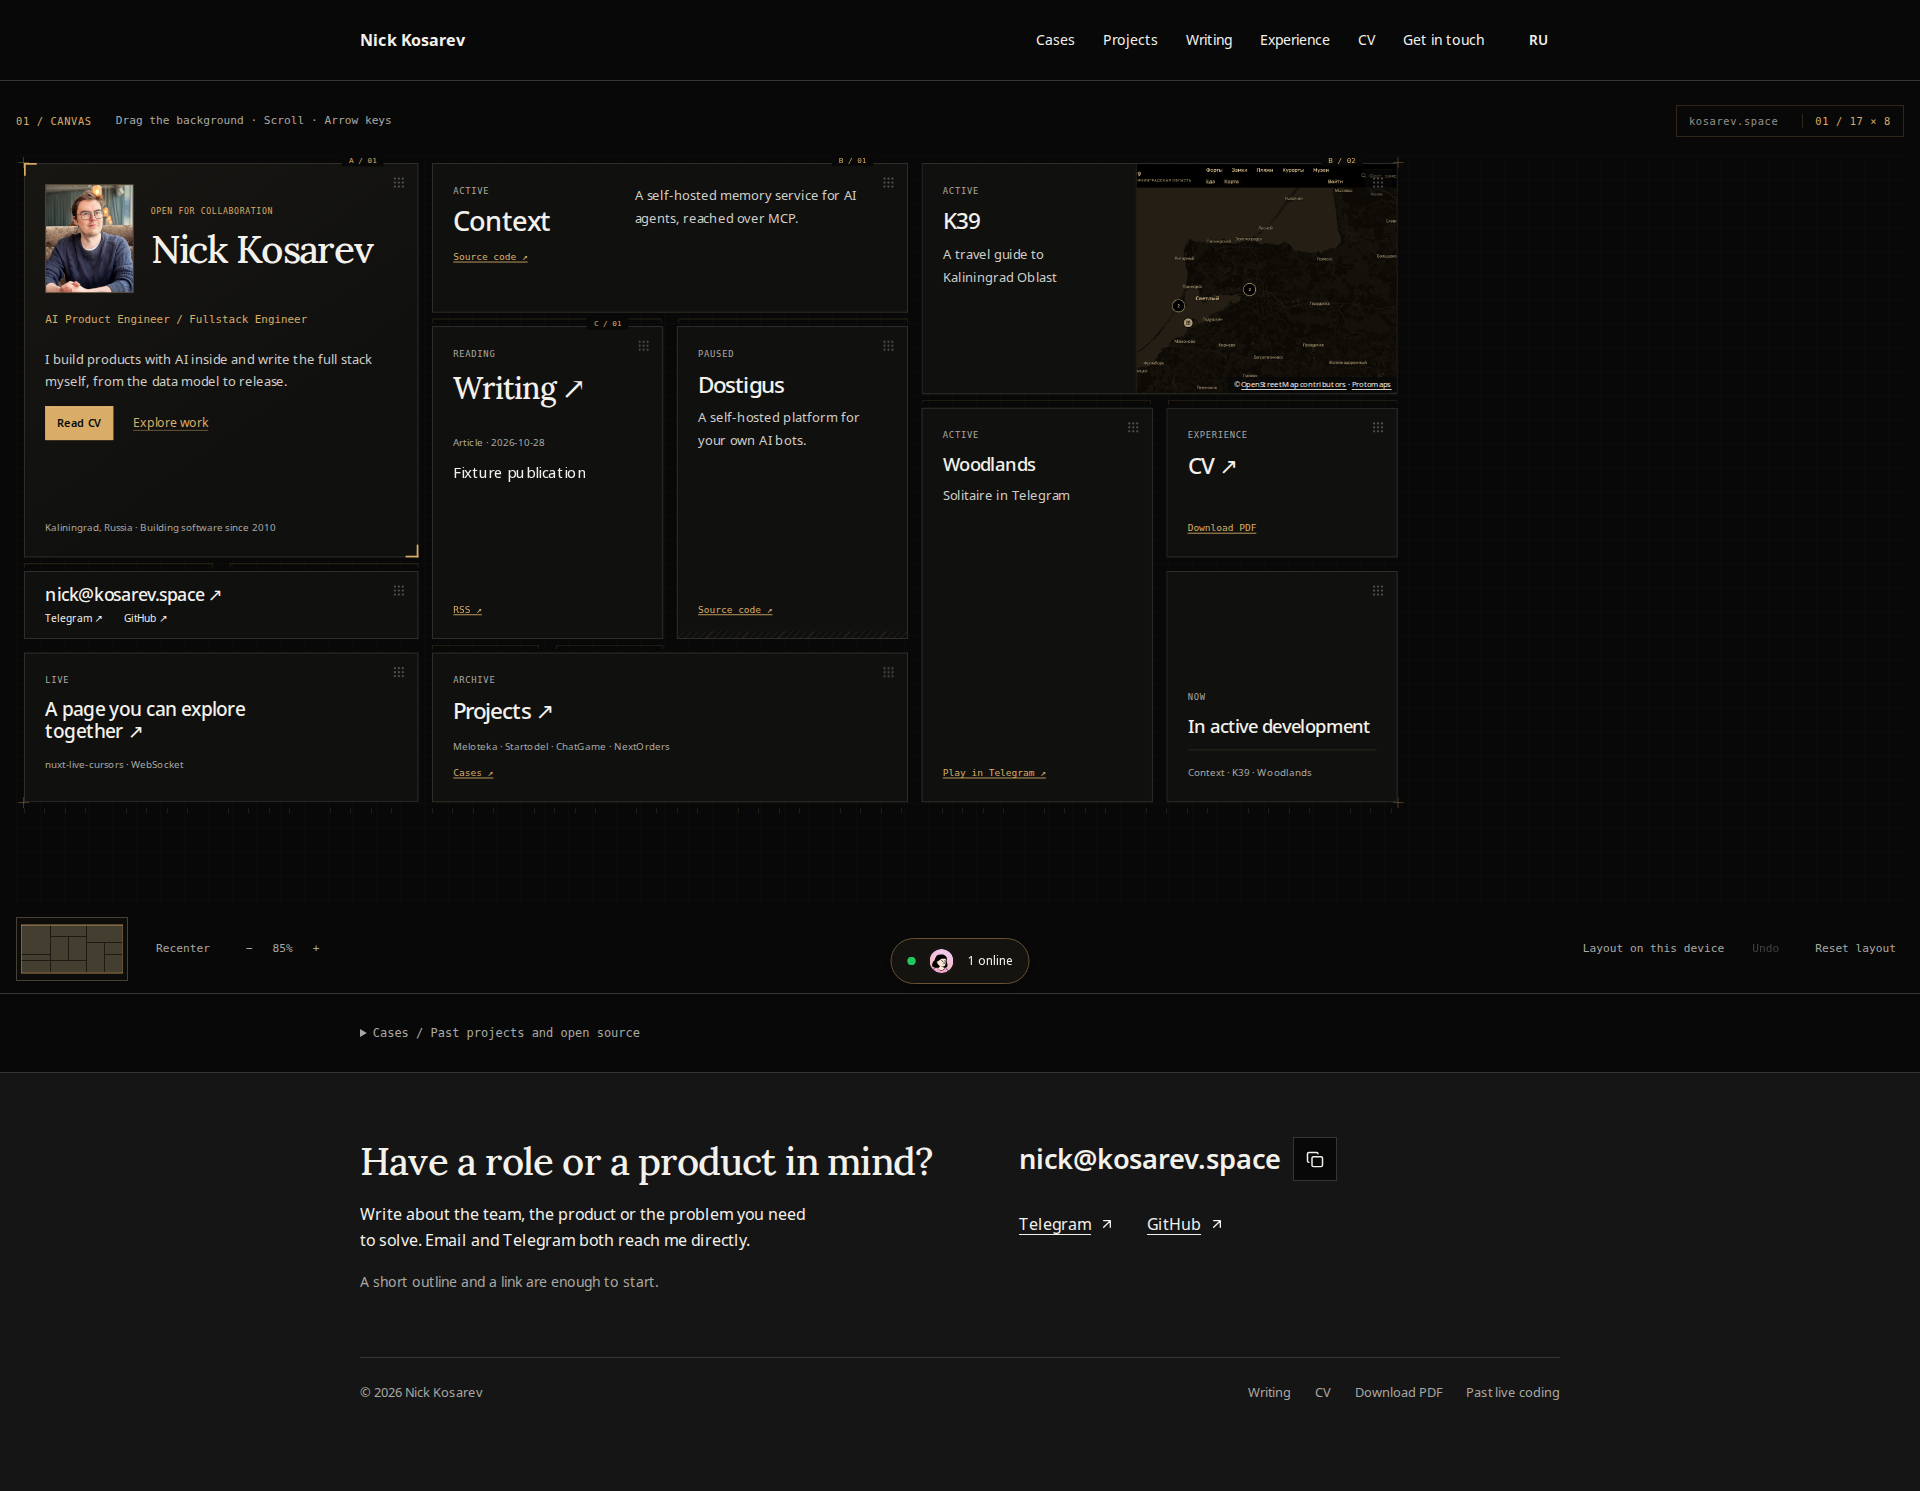 Nick Kosarev
Cases Projects Writing Experience CV Get in touch RU
01 / CANVAS Drag the background · Scroll · Arrow keys
kosarev.space 01 / 17 × 8
A / 01
OPEN FOR COLLABORATION
Nick Kosarev
AI Product Engineer / Fullstack Engineer
I build products with AI inside and write the full stack
myself, from the data model to release.
Read CV Explore work
Kaliningrad, Russia · Building software since 2010
nick@kosarev.space ↗
Telegram ↗ GitHub ↗
LIVE
A page you can explore
together ↗
nuxt-live-cursors · WebSocket
B / 01
ACTIVE
Context
Source code ↗
A self-hosted memory service for AI
agents, reached over MCP.
C / 01
READING
Writing ↗
Article · 2026-10-28
Fixture publication
RSS ↗
PAUSED
Dostigus
A self-hosted platform for
your own AI bots.
Source code ↗
ARCHIVE
Projects ↗
Meloteka · Startodel · ChatGame · NextOrders
Cases ↗
B / 02
ACTIVE
K39
A travel guide to
Kaliningrad Oblast
Форты Замки Пляжи Курорты Музеи
Еда Карта Войти
Светлый
© OpenStreetMap contributors · Protomaps
ACTIVE
Woodlands
Solitaire in Telegram
Play in Telegram ↗
EXPERIENCE
CV ↗
Download PDF
NOW
In active development
Context · K39 · Woodlands
Recenter − 85% +
1 online
Layout on this device Undo Reset layout
Cases / Past projects and open source
Have a role or a product in mind?
Write about the team, the product or the problem you need
to solve. Email and Telegram both reach me directly.
A short outline and a link are enough to start.
nick@kosarev.space
Telegram GitHub
© 2026 Nick Kosarev
Writing CV Download PDF Past live coding